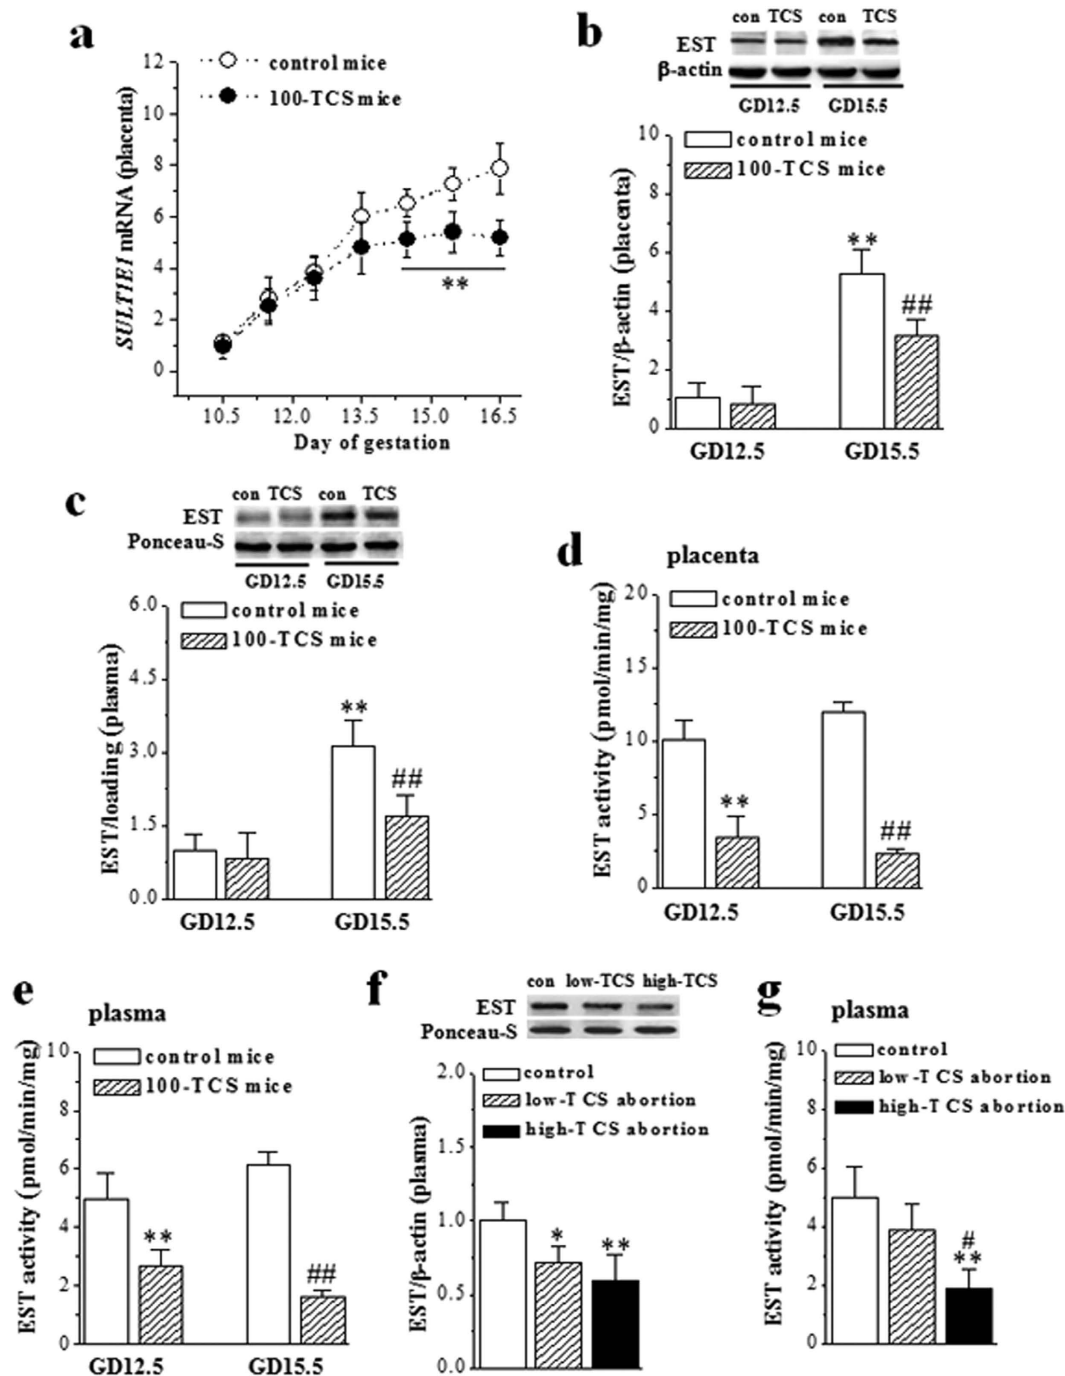 a
12
10
8
6
4
2
0
SULT1E1 mRNA (placenta)
control mice
100-TCS mice
**
10.5 12.0 13.5 15.0 16.5
Day of gestation
b
con TCS con TCS
EST
β-actin
GD12.5 GD15.5
10
8
6
4
2
0
EST/β-actin (placenta)
control mice
100-TCS mice
**
##
GD12.5 GD15.5
c
con TCS con TCS
EST
Ponceau-S
GD12.5 GD15.5
6.0
4.5
3.0
1.5
0.0
EST/loading (plasma)
control mice
100-TCS mice
**
##
GD12.5 GD15.5
d
placenta
20
15
10
5
0
EST activity (pmol/min/mg)
control mice
100-TCS mice
**
##
GD12.5 GD15.5
e
plasma
10
8
6
4
2
0
EST activity (pmol/min/mg)
control mice
100-TCS mice
**
##
GD12.5 GD15.5
f
con low-TCS high-TCS
EST
Ponceau-S
2.0
1.5
1.0
0.5
0.0
EST/β-actin (plasma)
control
low-TCS abortion
high-TCS abortion
*
**
g
plasma
10
8
6
4
2
0
EST activity (pmol/min/mg)
control
low-TCS abortion
high-TCS abortion
#
**